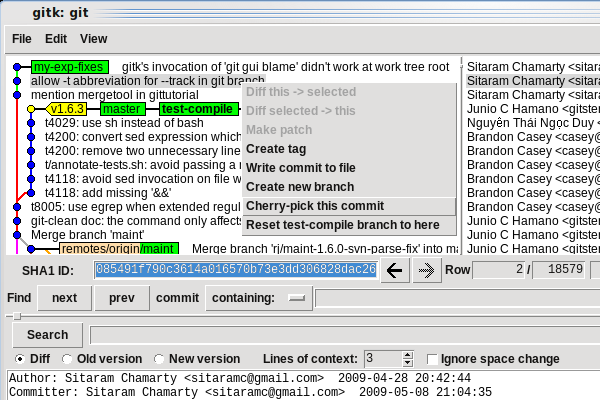 gitk: git
File Edit View
my-exp-fixes gitk's invocation of 'git gui blame' didn't work at work tree root
Sitaram Chamarty <sitara
allow -t abbreviation for --track in git branch
Sitaram Chamarty <sitara
mention mergetool in gittutorial
Sitaram Chamarty <sitara
v1.6.3 master test-compile
Junio C Hamano <gitster
t4029: use sh instead of bash
Nguyễn Thái Ngọc Duy <
t4200: convert sed expression which
Brandon Casey <casey@
t4200: remove two unnecessary line
Brandon Casey <casey@
t/annotate-tests.sh: avoid passing a
Brandon Casey <casey@
t4118: avoid sed invocation on file w
Brandon Casey <casey@
t4118: add missing '&&'
Brandon Casey <casey@
t8005: use egrep when extended regul
Brandon Casey <casey@
git-clean doc: the command only affects
Junio C Hamano <gitste
Merge branch 'maint'
Junio C Hamano <gitste
remotes/origin/maint Merge branch 'rj/maint-1.6.0-svn-parse-fix' into ma
Junio C Hamano <gitste
Diff this -> selected
Diff selected -> this
Make patch
Create tag
Write commit to file
Create new branch
Cherry-pick this commit
Reset test-compile branch to here
SHA1 ID: 085491f790c3614a016570b73e3dd306828dac26 Row 2 / 18579
Find next prev commit containing:
Search
Diff Old version New version Lines of context: 3 Ignore space change
Author: Sitaram Chamarty <sitaramc@gmail.com> 2009-04-28 20:42:44
Committer: Sitaram Chamarty <sitaramc@gmail.com> 2009-05-08 21:04:35